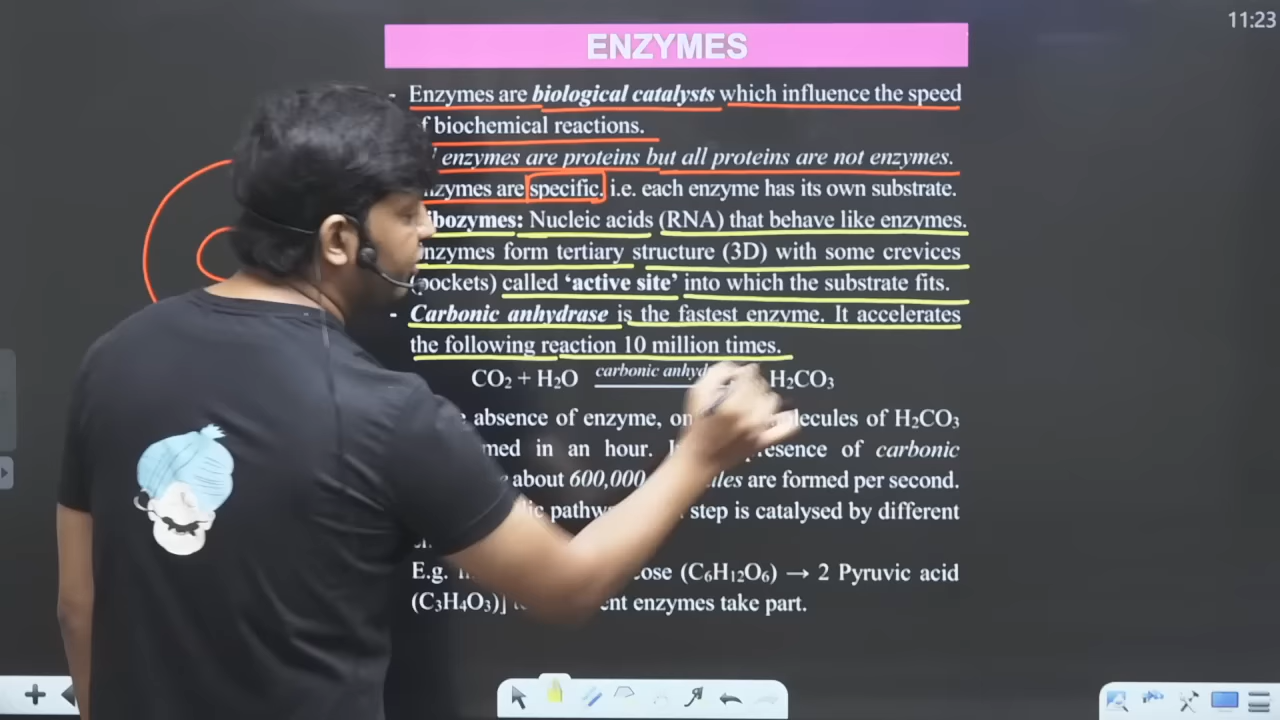 11:23
ENZYMES
- Enzymes are biological catalysts which influence the speed
f biochemical reactions.
enzymes are proteins but all proteins are not enzymes.
nzymes are specific, i.e. each enzyme has its own substrate.
ibozymes: Nucleic acids (RNA) that behave like enzymes.
nzymes form tertiary structure (3D) with some crevices
(pockets) called ‘active site’ into which the substrate fits.
- Carbonic anhydrase is the fastest enzyme. It accelerates
the following reaction 10 million times.
carbonic anhyd
CO₂ + H₂O H₂CO₃
absence of enzyme, on lecules of H₂CO₃
med in an hour. I resence of carbonic
about 600,000 les are formed per second.
lic pathw step is catalysed by different
E.g. ose (C₆H₁₂O₆) → 2 Pyruvic acid
(C₃H₄O₃)] t nt enzymes take part.